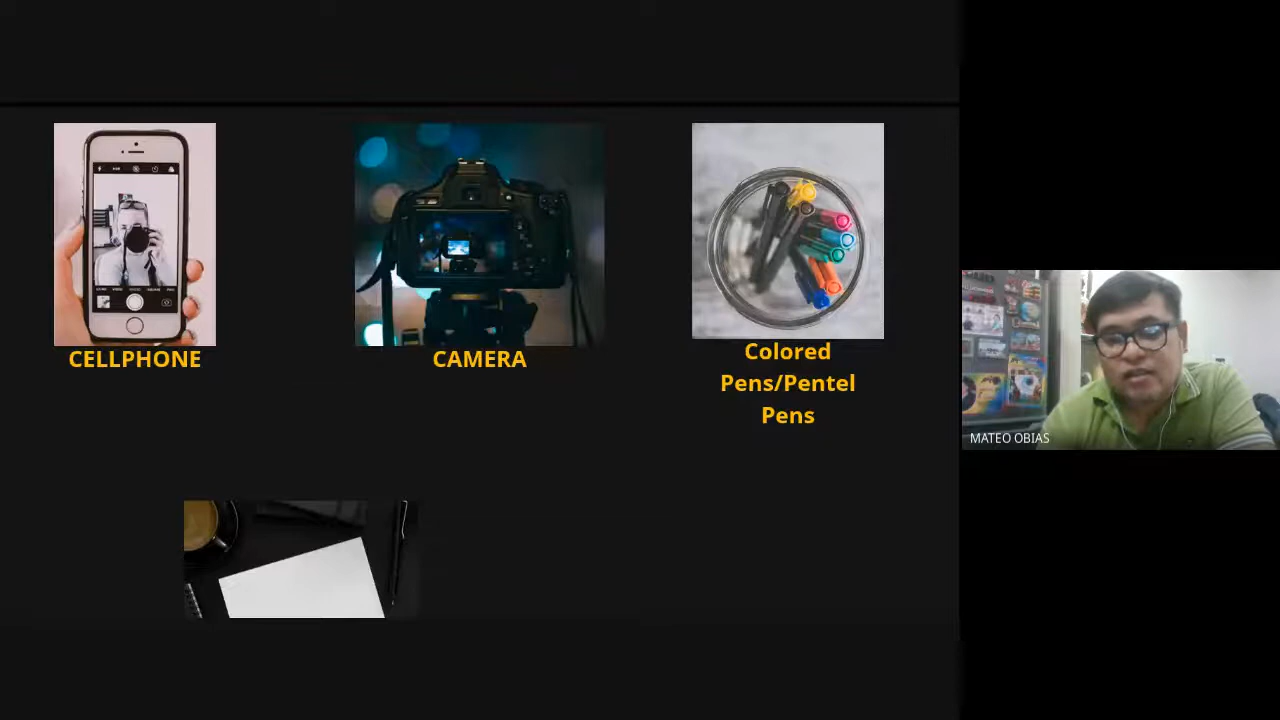 CELLPHONE
CAMERA
Colored
Pens/Pentel
Pens
MATEO OBIAS